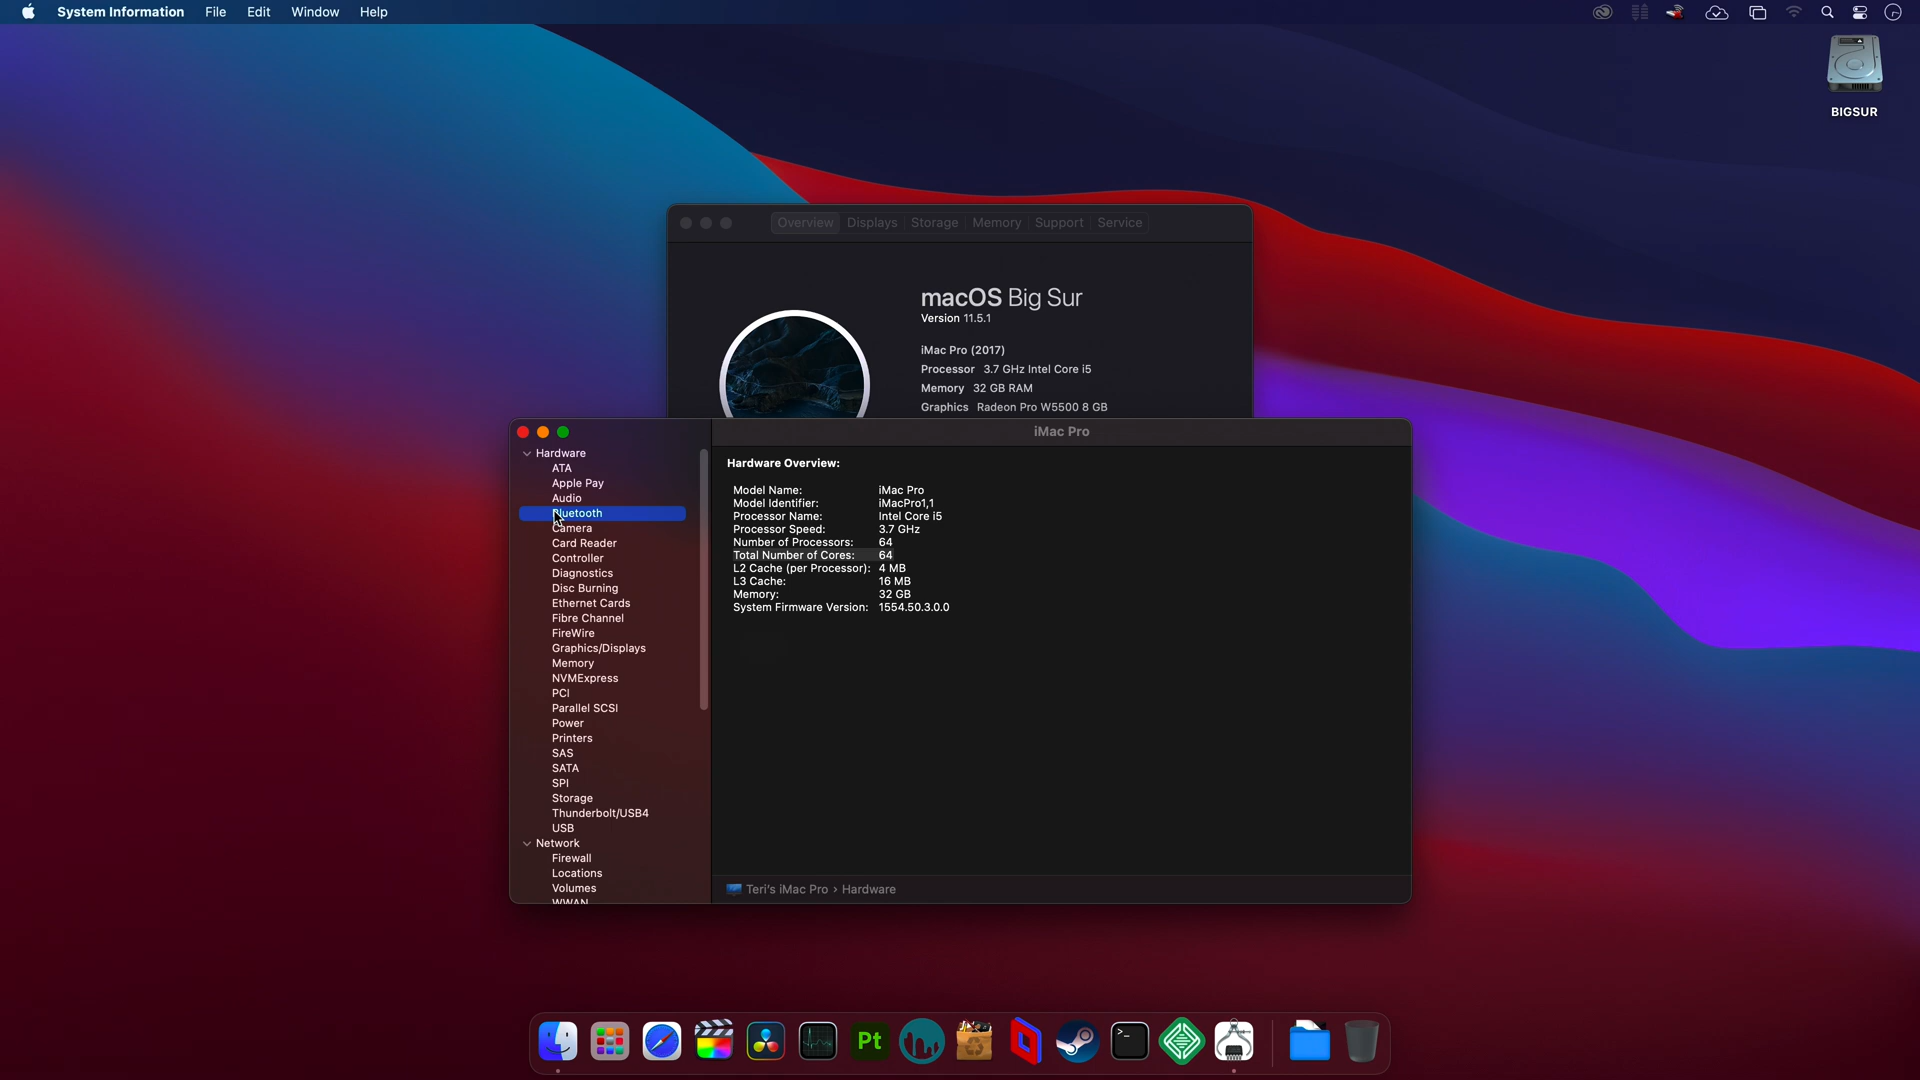 System Information File Edit Window Help
BIGSUR
Overview Displays Storage Memory Support Service
macOS Big Sur
Version 11.5.1
iMac Pro (2017)
Processor 3.7 GHz Intel Core i5
Memory 32 GB RAM
Graphics Radeon Pro W5500 8 GB
iMac Pro
Hardware
ATA
Apple Pay
Audio
Bluetooth
Camera
Card Reader
Controller
Diagnostics
Disc Burning
Ethernet Cards
Fibre Channel
FireWire
Graphics/Displays
Memory
NVMExpress
PCI
Parallel SCSI
Power
Printers
SAS
SATA
SPI
Storage
Thunderbolt/USB4
USB
Network
Firewall
Locations
Volumes
WWAN
Hardware Overview:
Model Name: iMac Pro
Model Identifier: iMacPro1,1
Processor Name: Intel Core i5
Processor Speed: 3.7 GHz
Number of Processors: 64
Total Number of Cores: 64
L2 Cache (per Processor): 4 MB
L3 Cache: 16 MB
Memory: 32 GB
System Firmware Version: 1554.50.3.0.0
Teri's iMac Pro › Hardware
Pt
>_